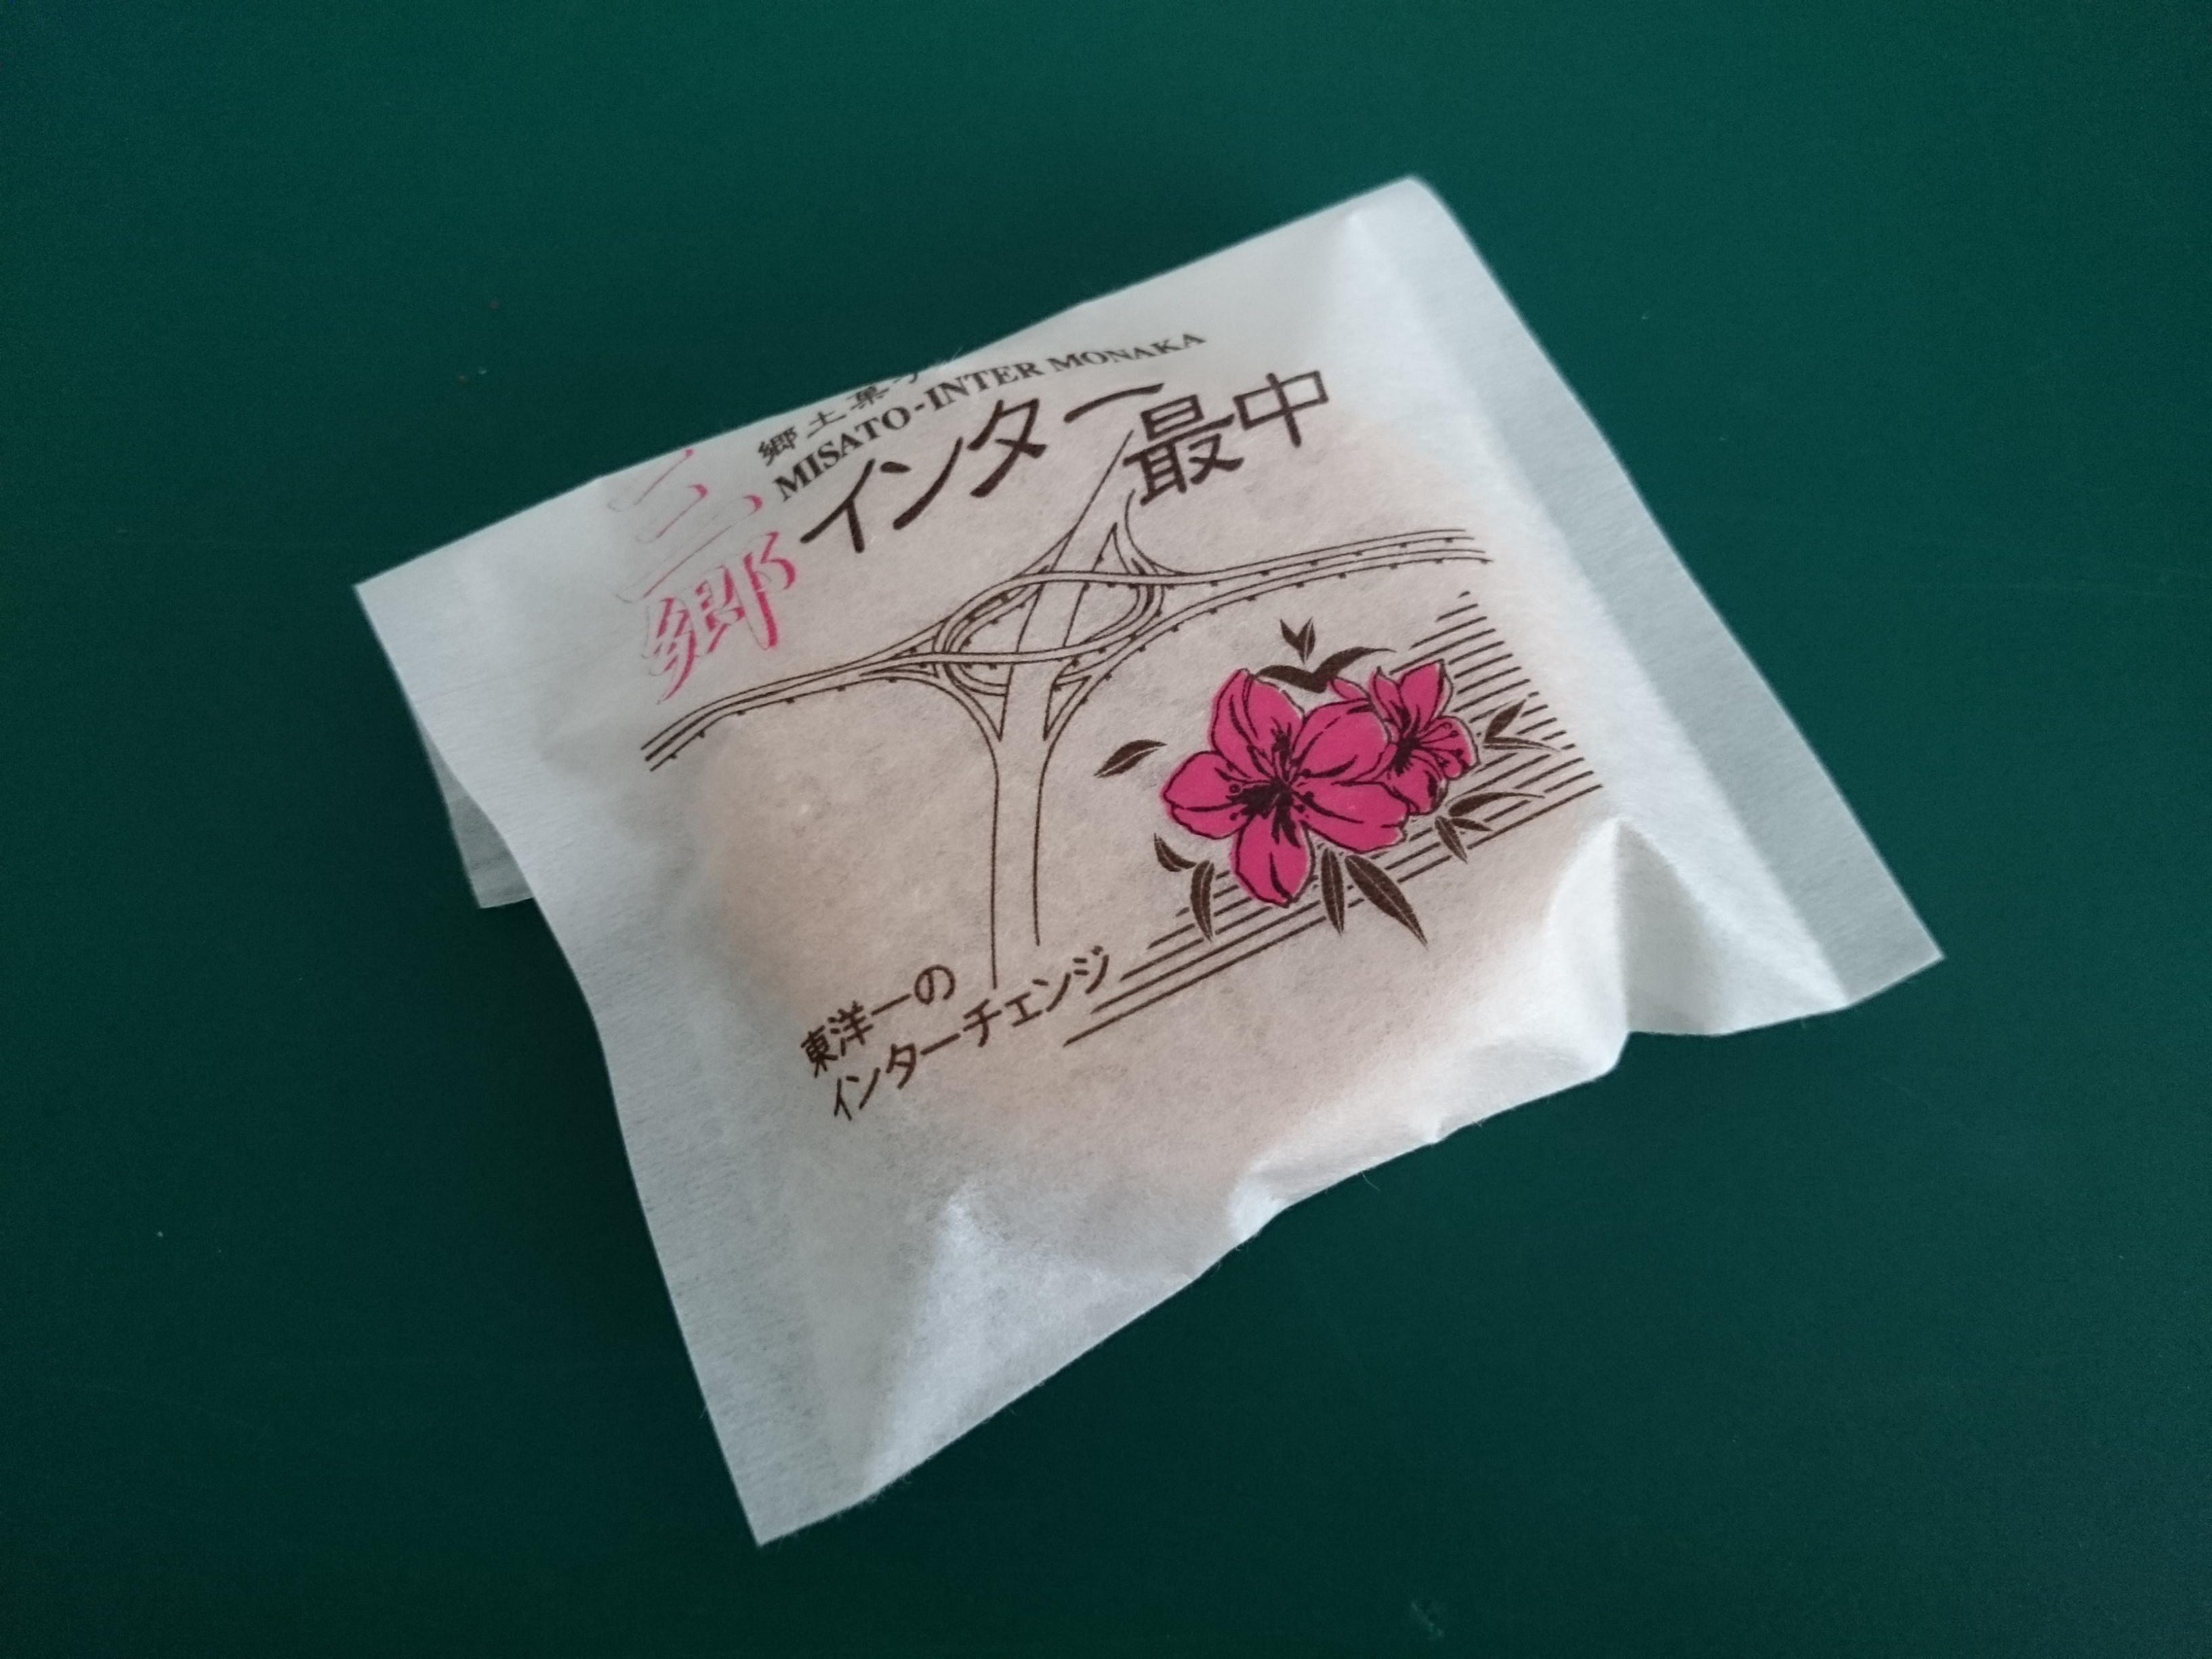 郷土菓子
MISATO-INTER MONAKA
三郷
インター最中
東洋一の
インターチェンジ